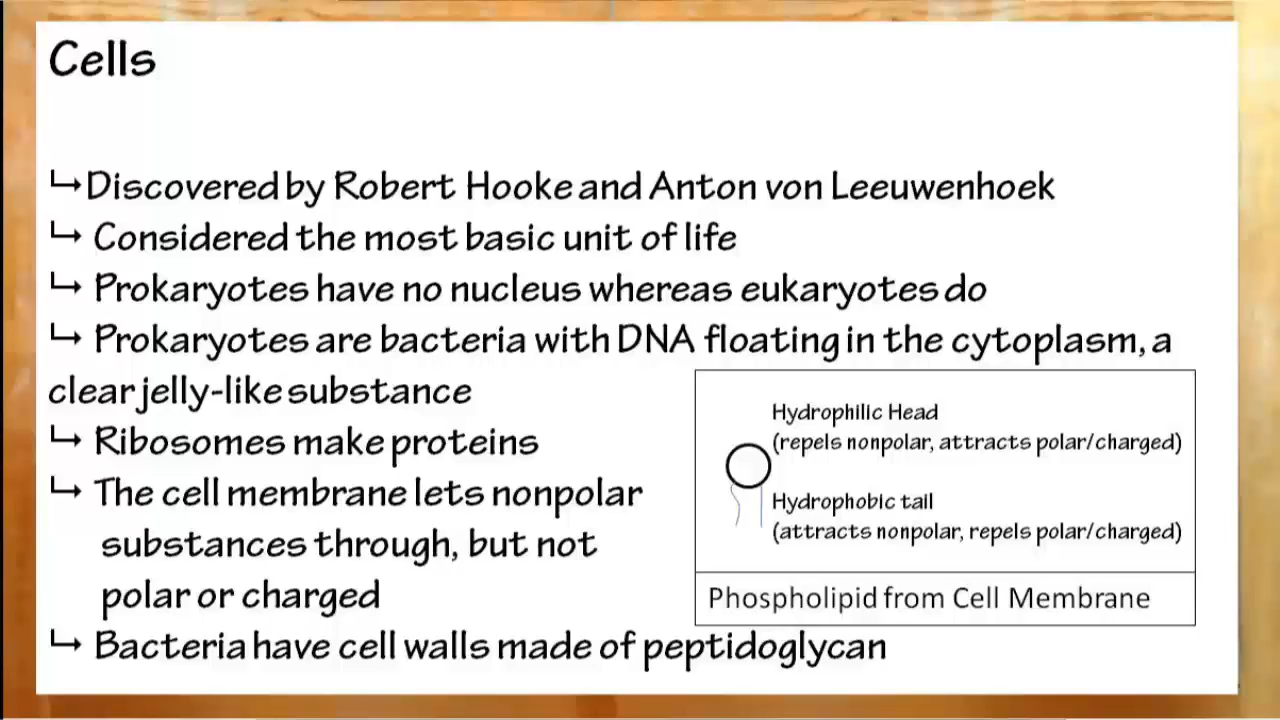 Cells
↳Discovered by Robert Hooke and Anton von Leeuwenhoek
↳ Considered the most basic unit of life
↳ Prokaryotes have no nucleus whereas eukaryotes do
↳ Prokaryotes are bacteria with DNA floating in the cytoplasm, a
clear jelly-like substance
↳ Ribosomes make proteins
↳ The cell membrane lets nonpolar
substances through, but not
polar or charged
↳ Bacteria have cell walls made of peptidoglycan
Hydrophilic Head
(repels nonpolar, attracts polar/charged)
Hydrophobic tail
(attracts nonpolar, repels polar/charged)
Phospholipid from Cell Membrane